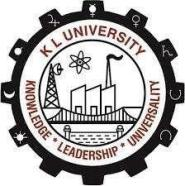 K L UNIVERSITY
KNOWLEDGE • LEADERSHIP • UNIVERSALITY